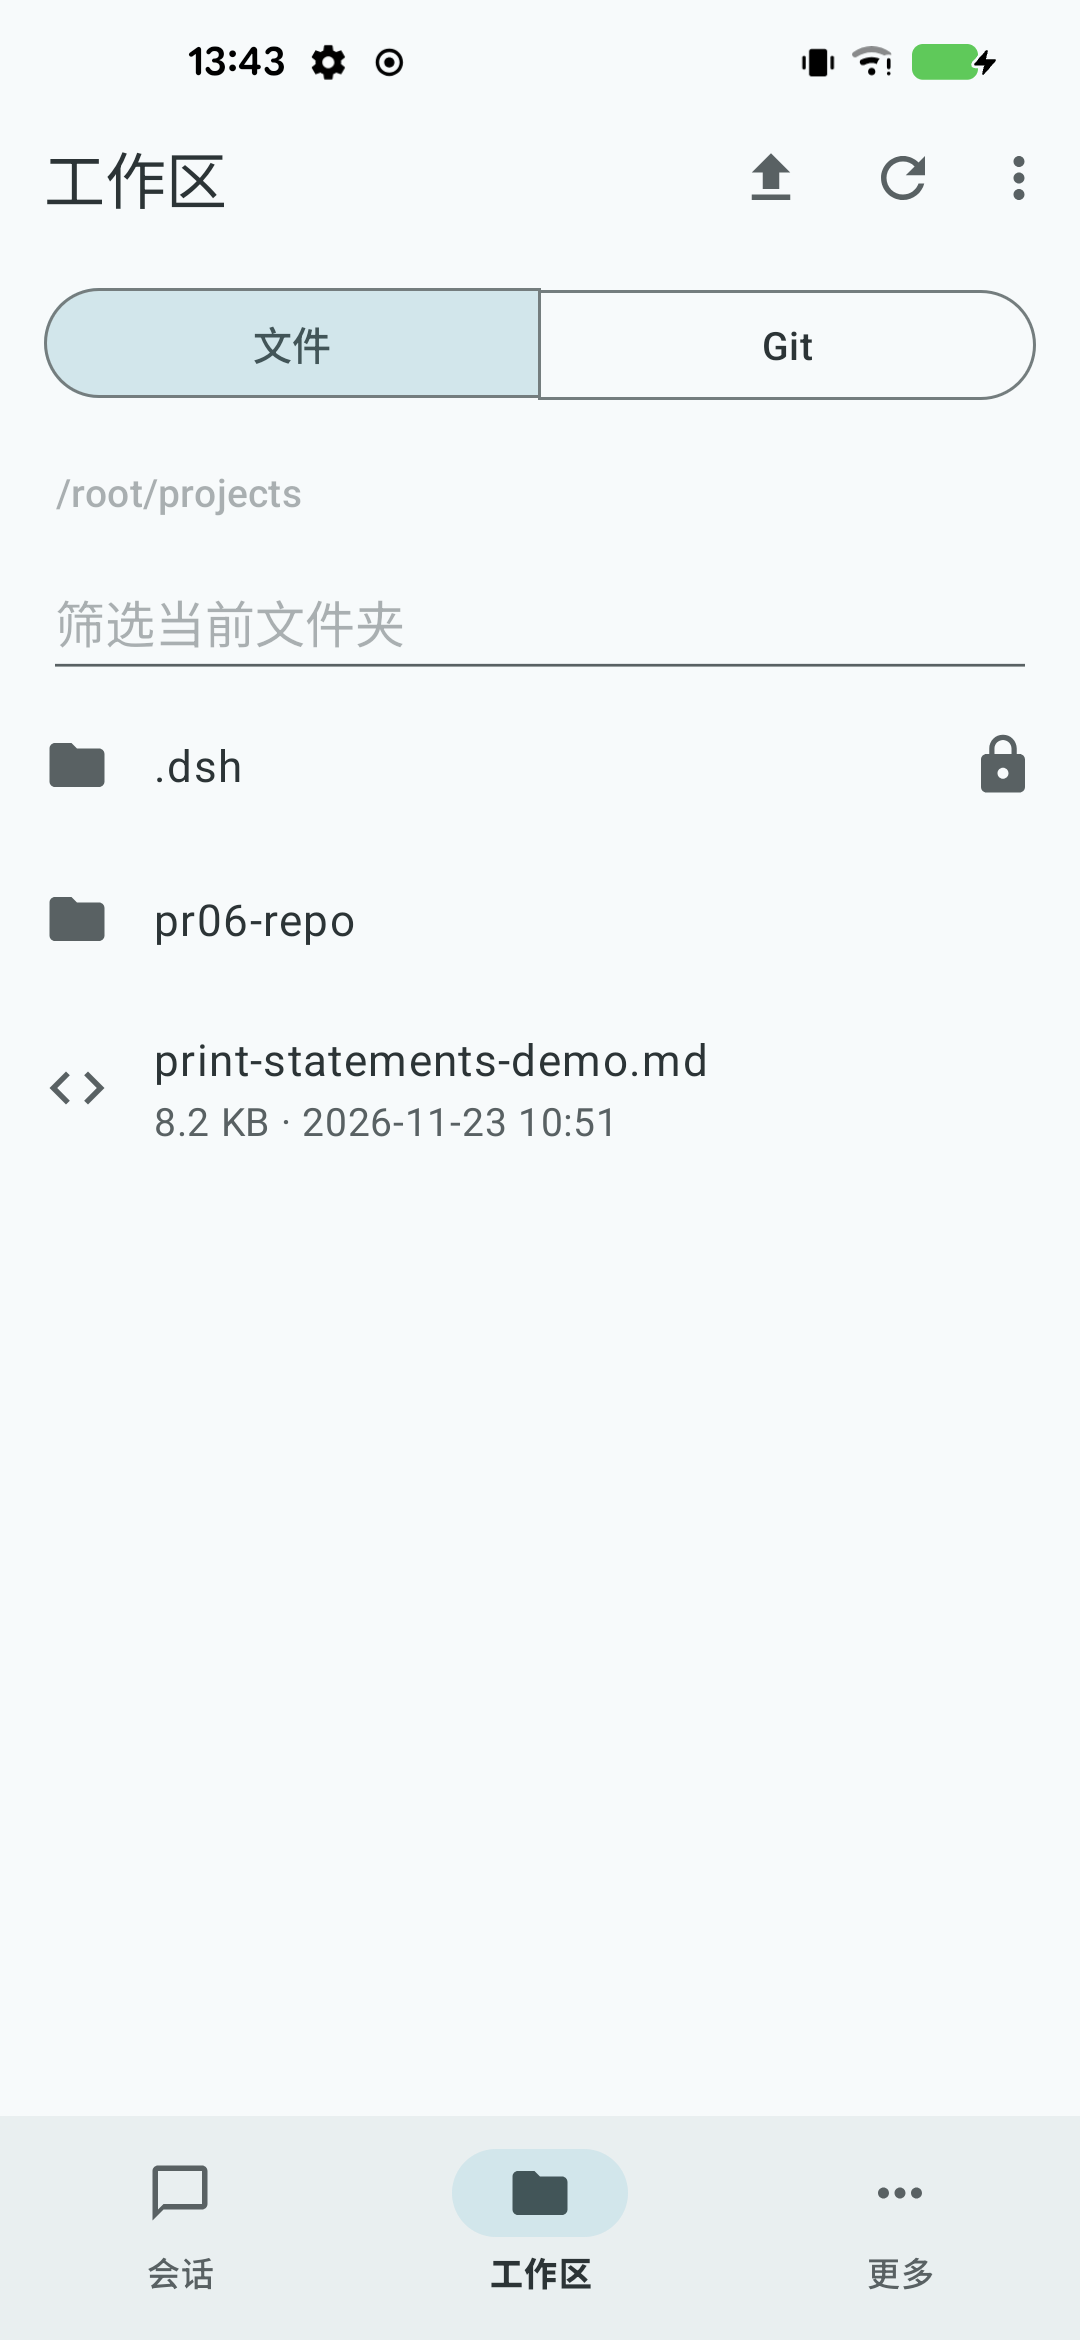 13:43
工作区
文件
Git
/root/projects
筛选当前文件夹
.dsh
pr06-repo
print-statements-demo.md
8.2 KB · 2026-11-23 10:51
会话
工作区
更多